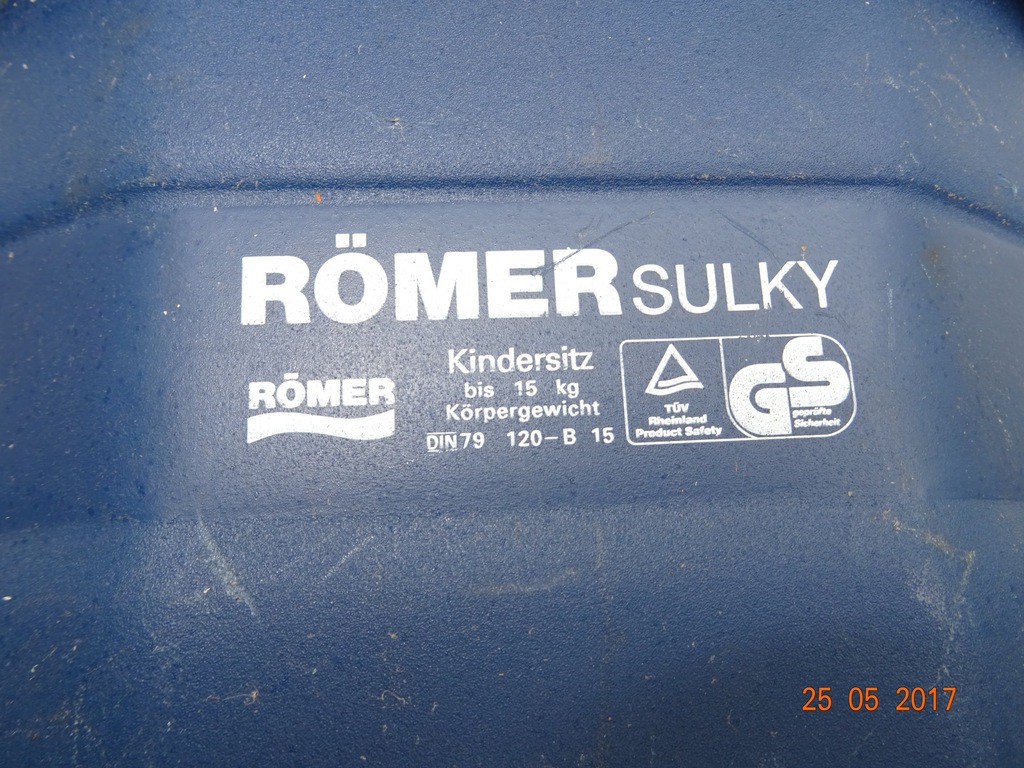 RÖMER SULKY
RÖMER
Kindersitz
bis 15 kg
Körpergewicht
DIN 79 120-B 15
TÜV
Rheinland
Product Safety
GS
geprüfte
Sicherheit
25 05 2017